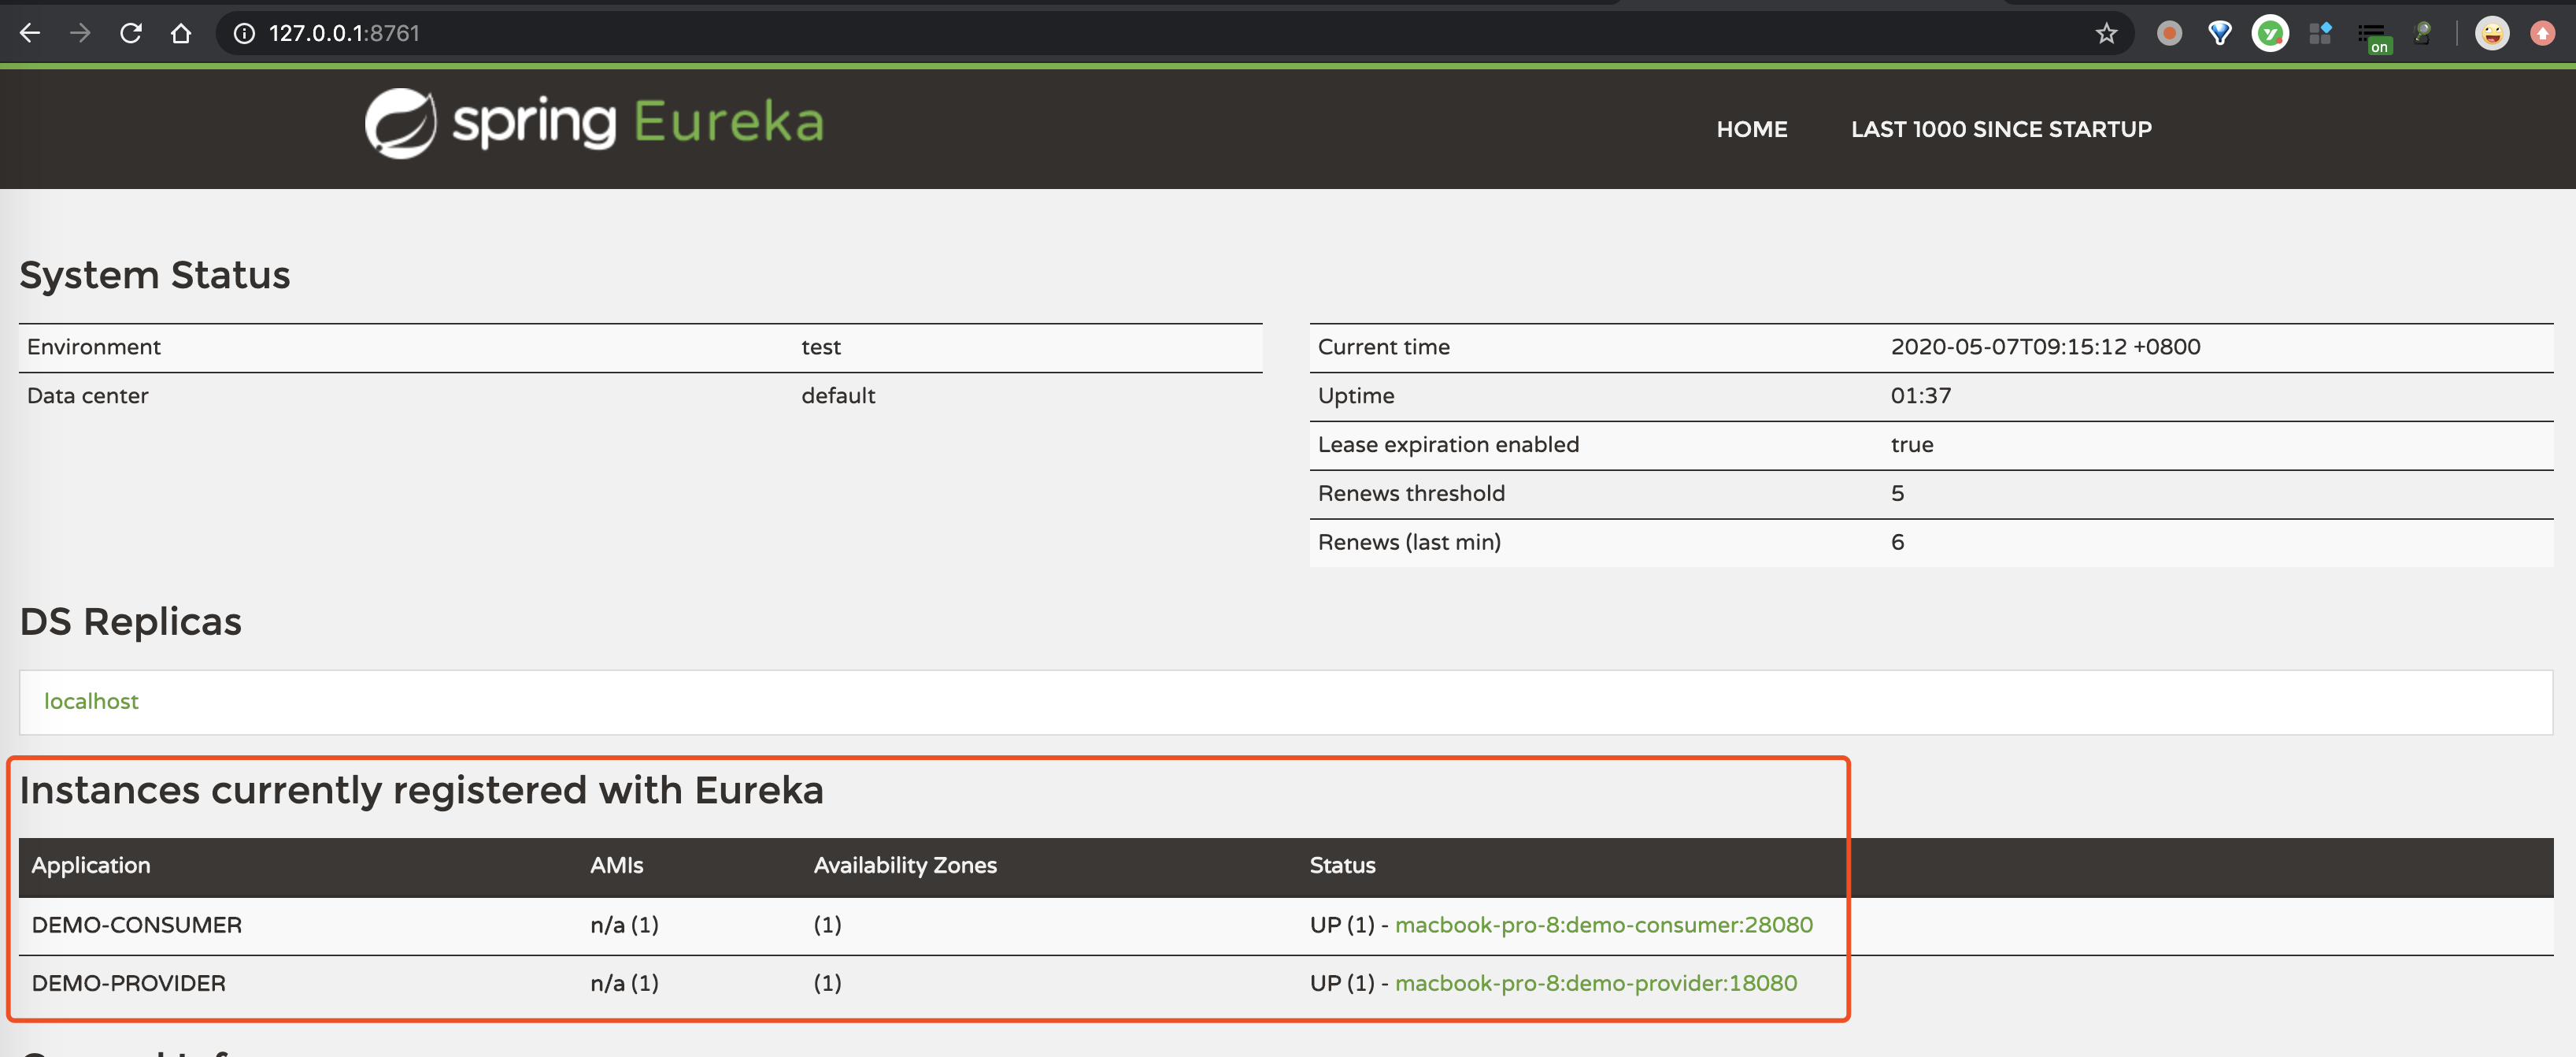 127.0.0.1:8761
on
spring Eureka
HOME LAST 1000 SINCE STARTUP
System Status
Environment test
Data center default
Current time 2020-05-07T09:15:12 +0800
Uptime 01:37
Lease expiration enabled true
Renews threshold 5
Renews (last min) 6
DS Replicas
localhost
Instances currently registered with Eureka
Application AMIs Availability Zones Status
DEMO-CONSUMER n/a (1) (1) UP (1) - macbook-pro-8:demo-consumer:28080
DEMO-PROVIDER n/a (1) (1) UP (1) - macbook-pro-8:demo-provider:18080